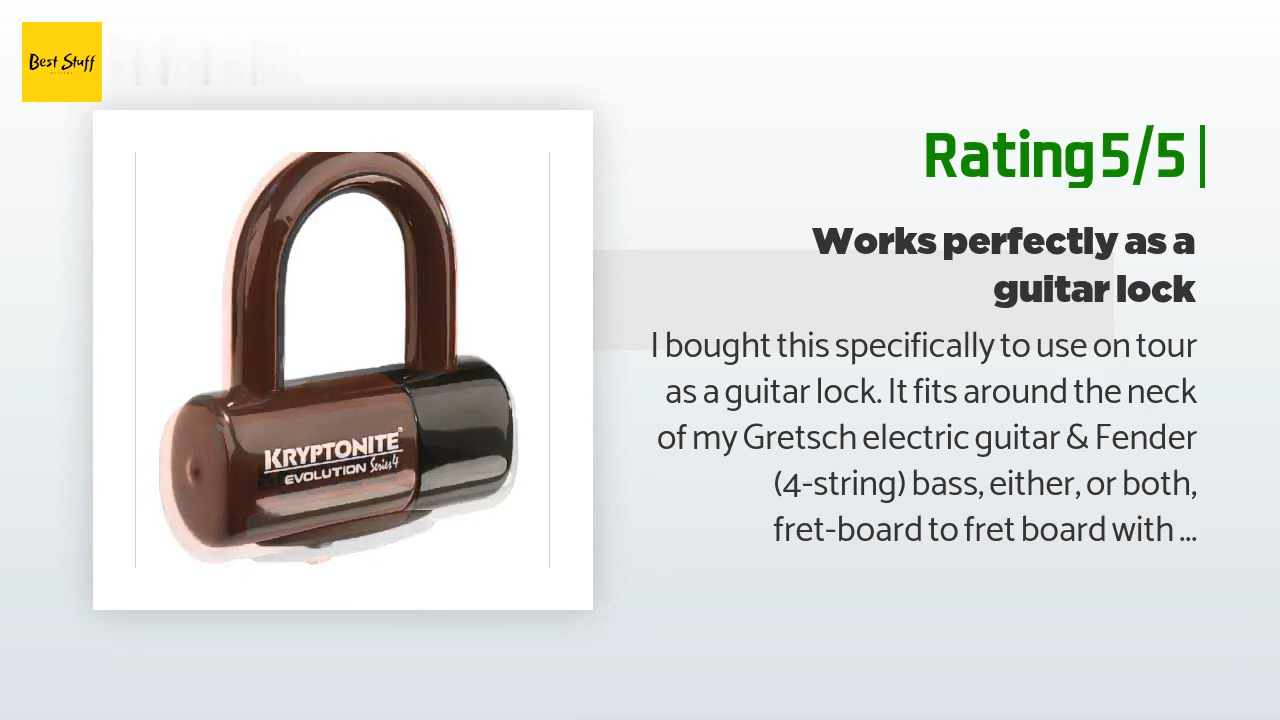 Best Stuff
Rating 5/5 |
Works perfectly as a
guitar lock
I bought this specifically to use on tour
as a guitar lock. It fits around the neck
of my Gretsch electric guitar & Fender
(4-string) bass, either, or both,
fret-board to fret board with ...
KRYPTONITE®
EVOLUTION Series 4